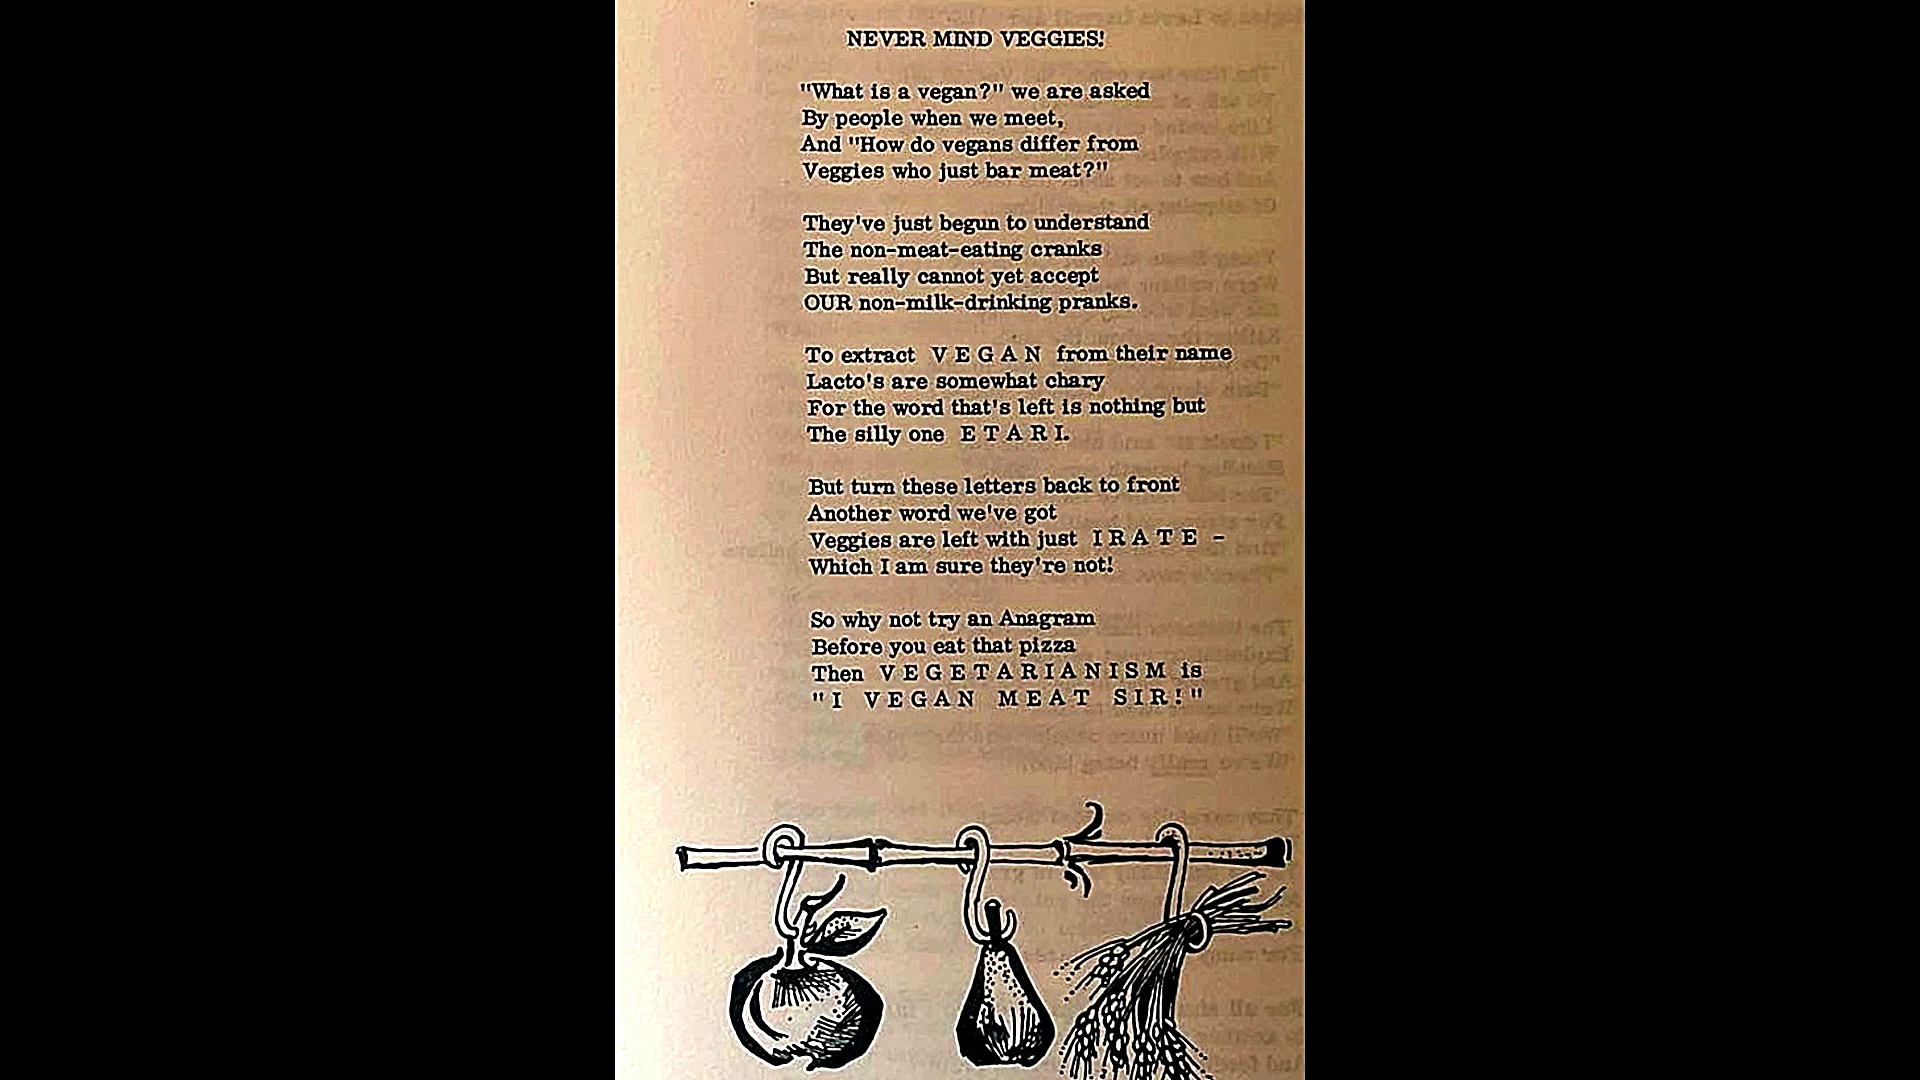 NEVER MIND VEGGIES!
"What is a vegan?" we are asked
By people when we meet,
And "How do vegans differ from
Veggies who just bar meat?"
They've just begun to understand
The non-meat-eating cranks
But really cannot yet accept
OUR non-milk-drinking pranks.
To extract V E G A N from their name
Lacto's are somewhat chary
For the word that's left is nothing but
The silly one E T A R I.
But turn these letters back to front
Another word we've got
Veggies are left with just I R A T E -
Which I am sure they're not!
So why not try an Anagram
Before you eat that pizza
Then V E G E T A R I A N I S M is
"I V E G A N M E A T S I R!"